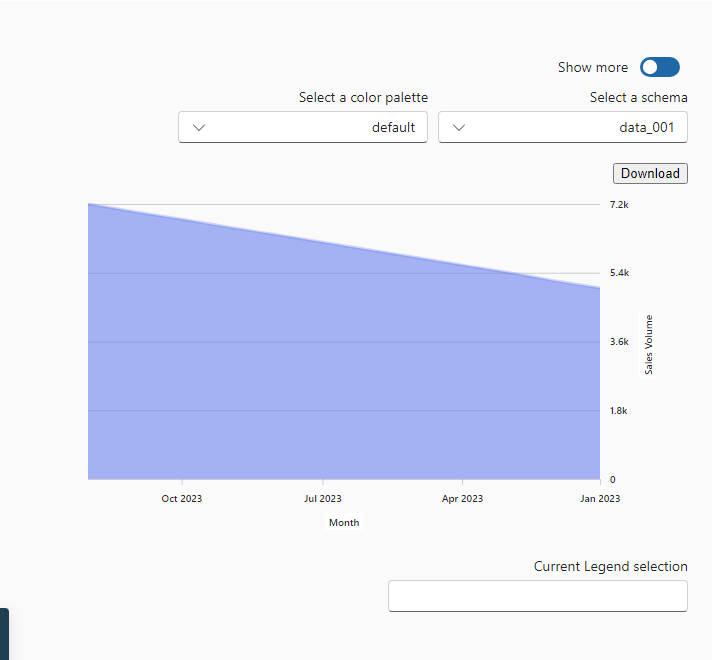 Show more
Select a color palette
Select a schema
default
data_001
Download
7.2k
5.4k
3.6k
1.8k
0
Sales Volume
Oct 2023
Jul 2023
Apr 2023
Jan 2023
Month
Current Legend selection